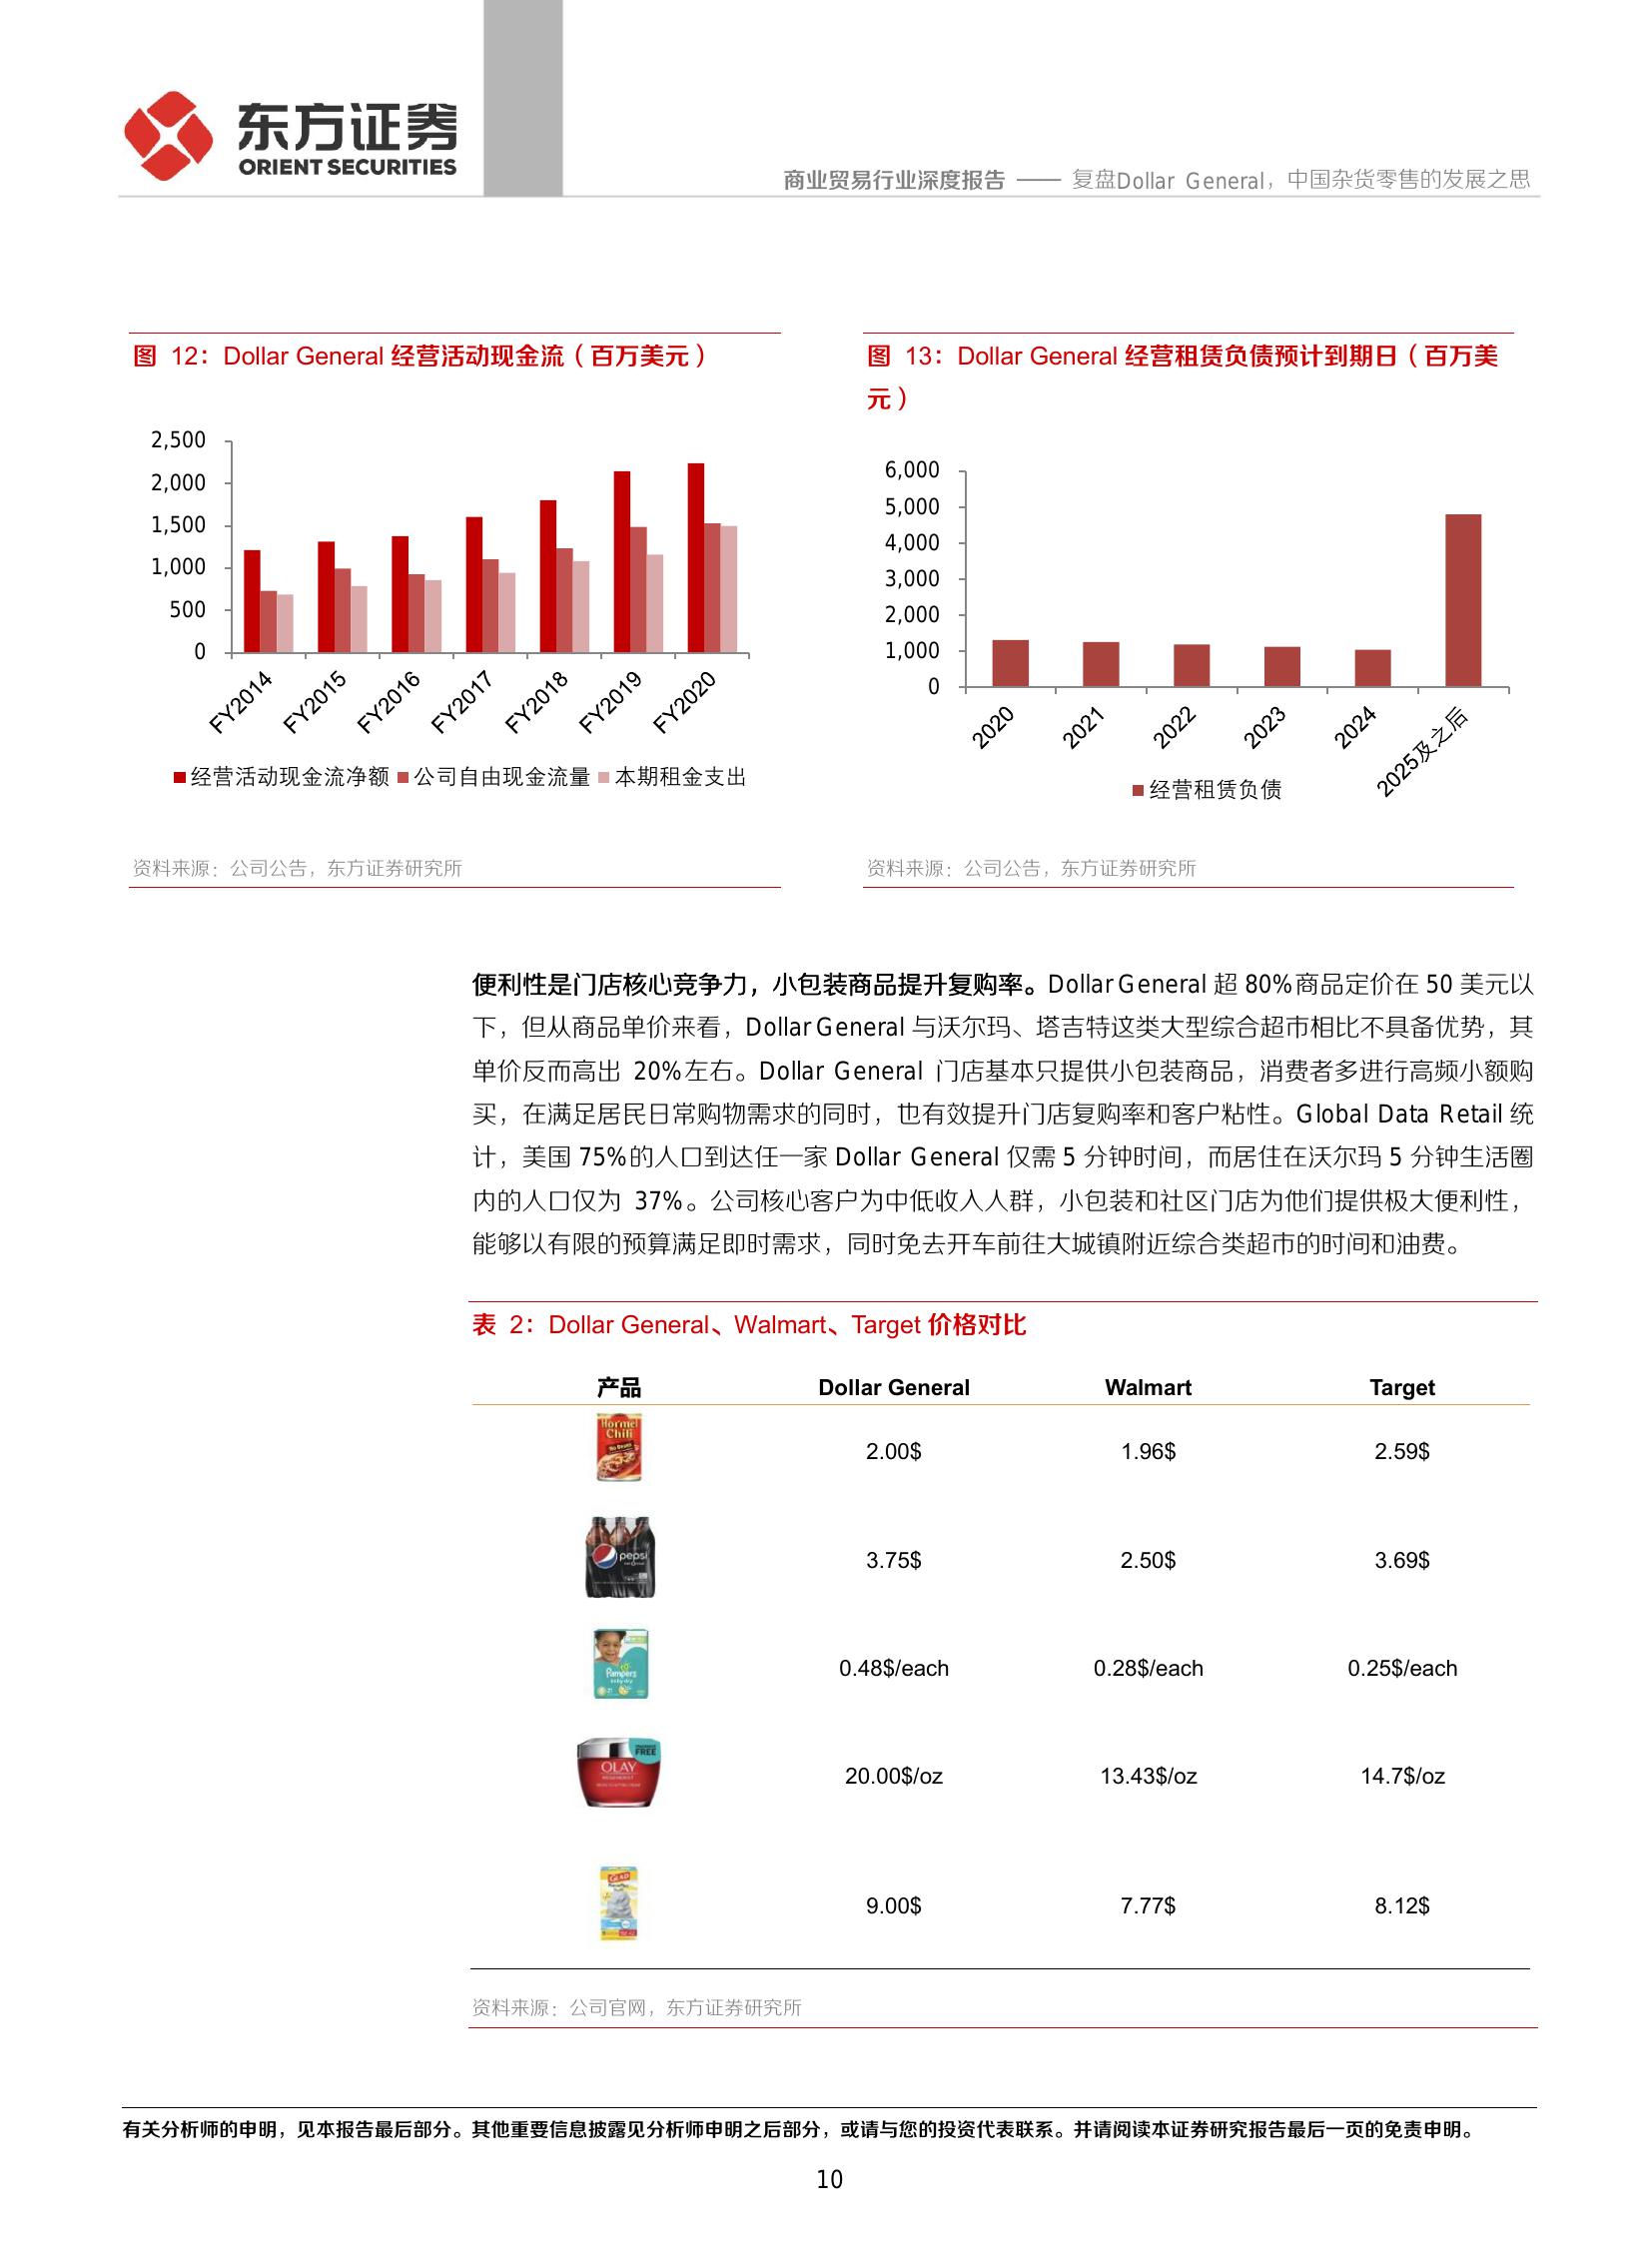 东方证券
ORIENT SECURITIES
商业贸易行业深度报告 —— 复盘Dollar General，中国杂货零售的发展之思
图 12：Dollar General 经营活动现金流（百万美元）
2,500
2,000
1,500
1,000
500
0
FY2014
FY2015
FY2016
FY2017
FY2018
FY2019
FY2020
经营活动现金流净额 公司自由现金流量 本期租金支出
资料来源：公司公告，东方证券研究所
图 13：Dollar General 经营租赁负债预计到期日（百万美
元）
6,000
5,000
4,000
3,000
2,000
1,000
0
2020
2021
2022
2023
2024
2025及之后
经营租赁负债
资料来源：公司公告，东方证券研究所
便利性是门店核心竞争力，小包装商品提升复购率。Dollar General 超 80%商品定价在 50 美元以
下，但从商品单价来看，Dollar General 与沃尔玛、塔吉特这类大型综合超市相比不具备优势，其
单价反而高出 20%左右。Dollar General 门店基本只提供小包装商品，消费者多进行高频小额购
买，在满足居民日常购物需求的同时，也有效提升门店复购率和客户粘性。Global Data Retail 统
计，美国 75%的人口到达任一家 Dollar General 仅需 5 分钟时间，而居住在沃尔玛 5 分钟生活圈
内的人口仅为 37%。公司核心客户为中低收入人群，小包装和社区门店为他们提供极大便利性，
能够以有限的预算满足即时需求，同时免去开车前往大城镇附近综合类超市的时间和油费。
表 2：Dollar General、Walmart、Target 价格对比
产品 Dollar General Walmart Target
Hormel
Chili
No Beans
2.00$ 1.96$ 2.59$
pepsi
3.75$ 2.50$ 3.69$
Pampers
0.48$/each 0.28$/each 0.25$/each
FREE
OLAY
20.00$/oz 13.43$/oz 14.7$/oz
GLAD
9.00$ 7.77$ 8.12$
资料来源：公司官网，东方证券研究所
有关分析师的申明，见本报告最后部分。其他重要信息披露见分析师申明之后部分，或请与您的投资代表联系。并请阅读本证券研究报告最后一页的免责申明。
10